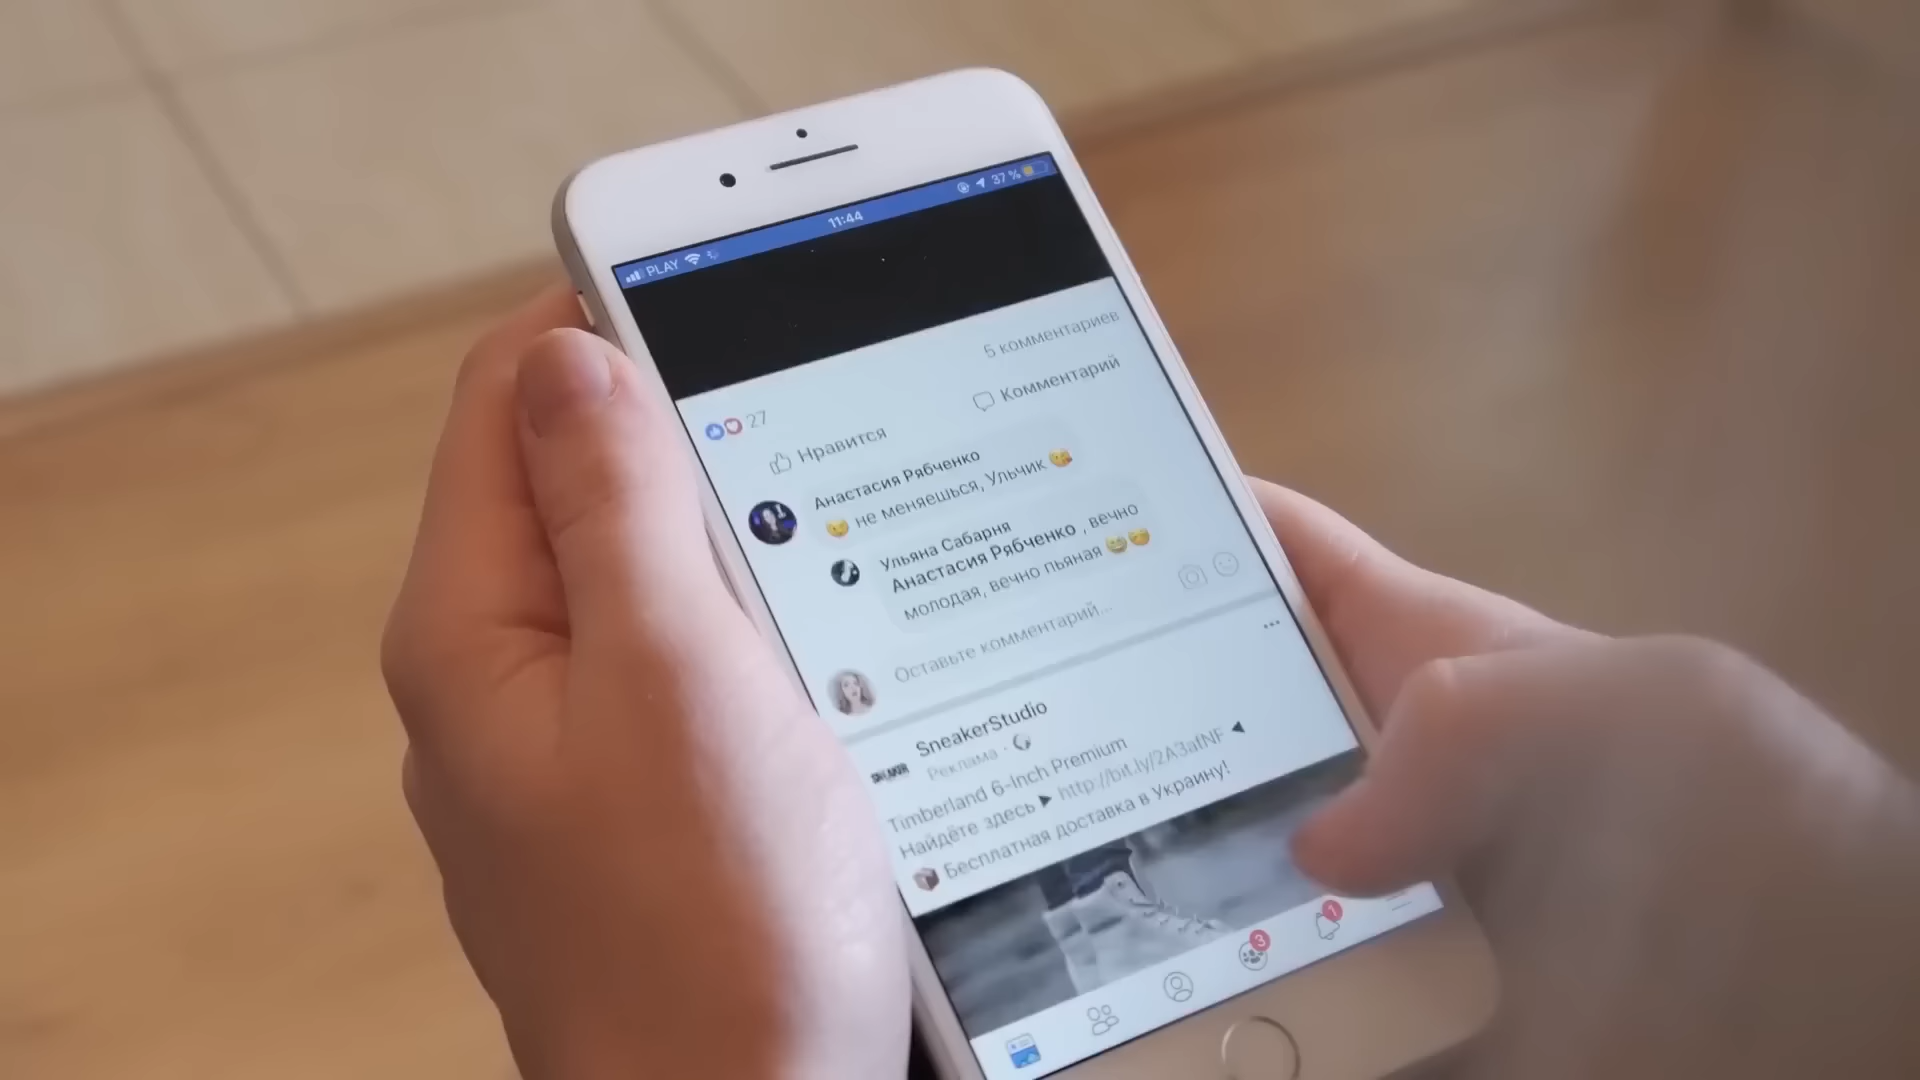 PLAY
11:44
37 %
5 комментариев
27
Нравится
Комментарий
Анастасия Рябченко
не меняешься, Ульчик
Ульяна Сабарня
Анастасия Рябченко , вечно
молодая, вечно пьяная
Оставьте комментарий...
SneakerStudio
Реклама ·
Timberland 6-Inch Premium
Найдёте здесь ► http://bit.ly/2A3afNF ◄
Бесплатная доставка в Украину!
3
1